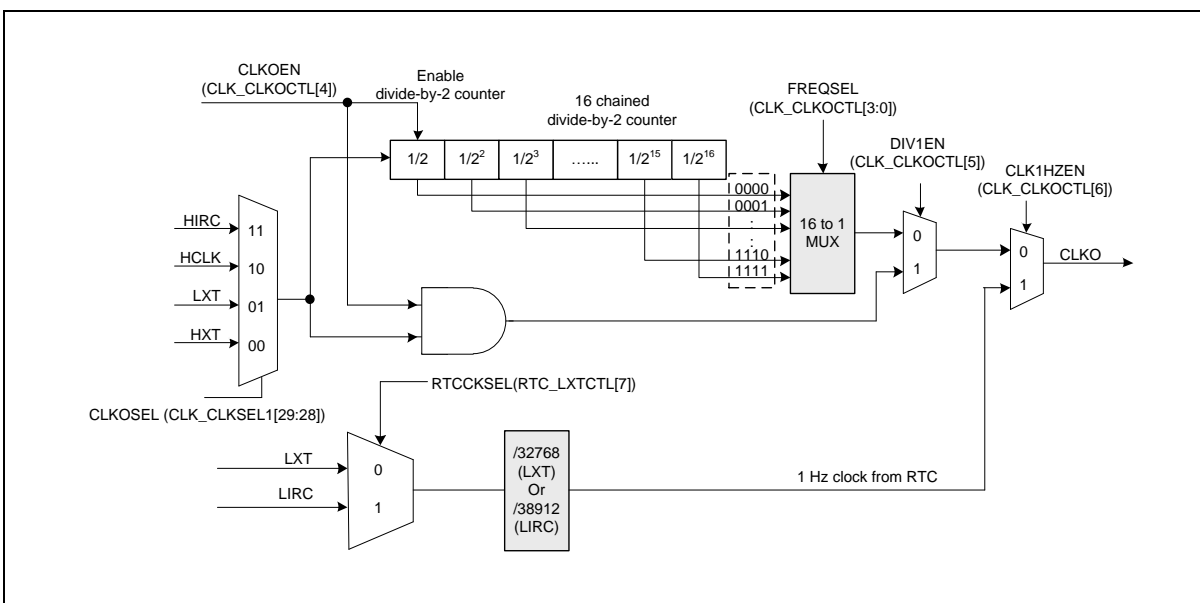 CLKOEN
(CLK_CLKOCTL[4])
Enable
divide-by-2 counter
16 chained
divide-by-2 counter
FREQSEL
(CLK_CLKOCTL[3:0])
DIV1EN
(CLK_CLKOCTL[5])
CLK1HZEN
(CLK_CLKOCTL[6])
1/2
1/2²
1/2³
…...
1/2¹⁵
1/2¹⁶
0000
0001
:
:
1110
1111
16 to 1
MUX
0
1
0
1
CLKO
HIRC
HCLK
LXT
HXT
11
10
01
00
CLKOSEL (CLK_CLKSEL1[29:28])
RTCCKSEL(RTC_LXTCTL[7])
LXT
LIRC
0
1
/32768
(LXT)
Or
/38912
(LIRC)
1 Hz clock from RTC